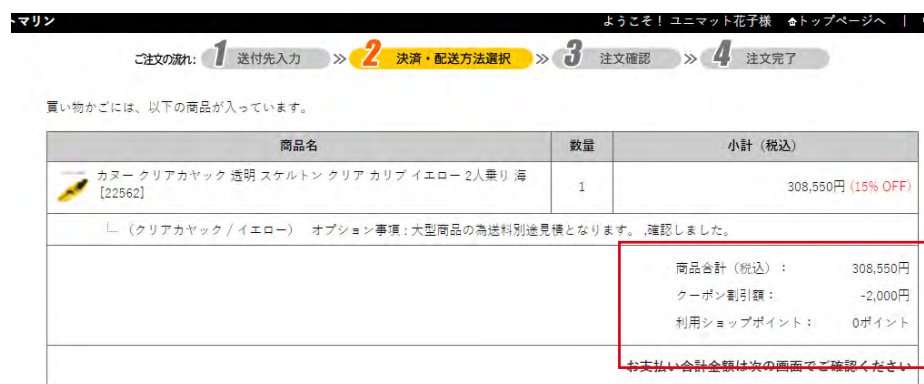 トマリン
ようこそ! ユニマット花子様 トップページへ |
ご注文の流れ: 1 送付先入力 >> 2 決済・配送方法選択 >> 3 注文確認 >> 4 注文完了
買い物かごには、以下の商品が入っています。
商品名 数量 小計(税込)
カヌー クリアカヤック 透明 スケルトン クリア カリブ イエロー 2人乗り 海
[22562] 1 308,550円 (15% OFF)
(クリアカヤック / イエロー) オプション事項 : 大型商品の為送料別途見積となります。 ,確認しました。
商品合計(税込): 308,550円
クーポン割引額: -2,000円
利用ショップポイント: 0ポイント
お支払い合計金額は次の画面でご確認ください